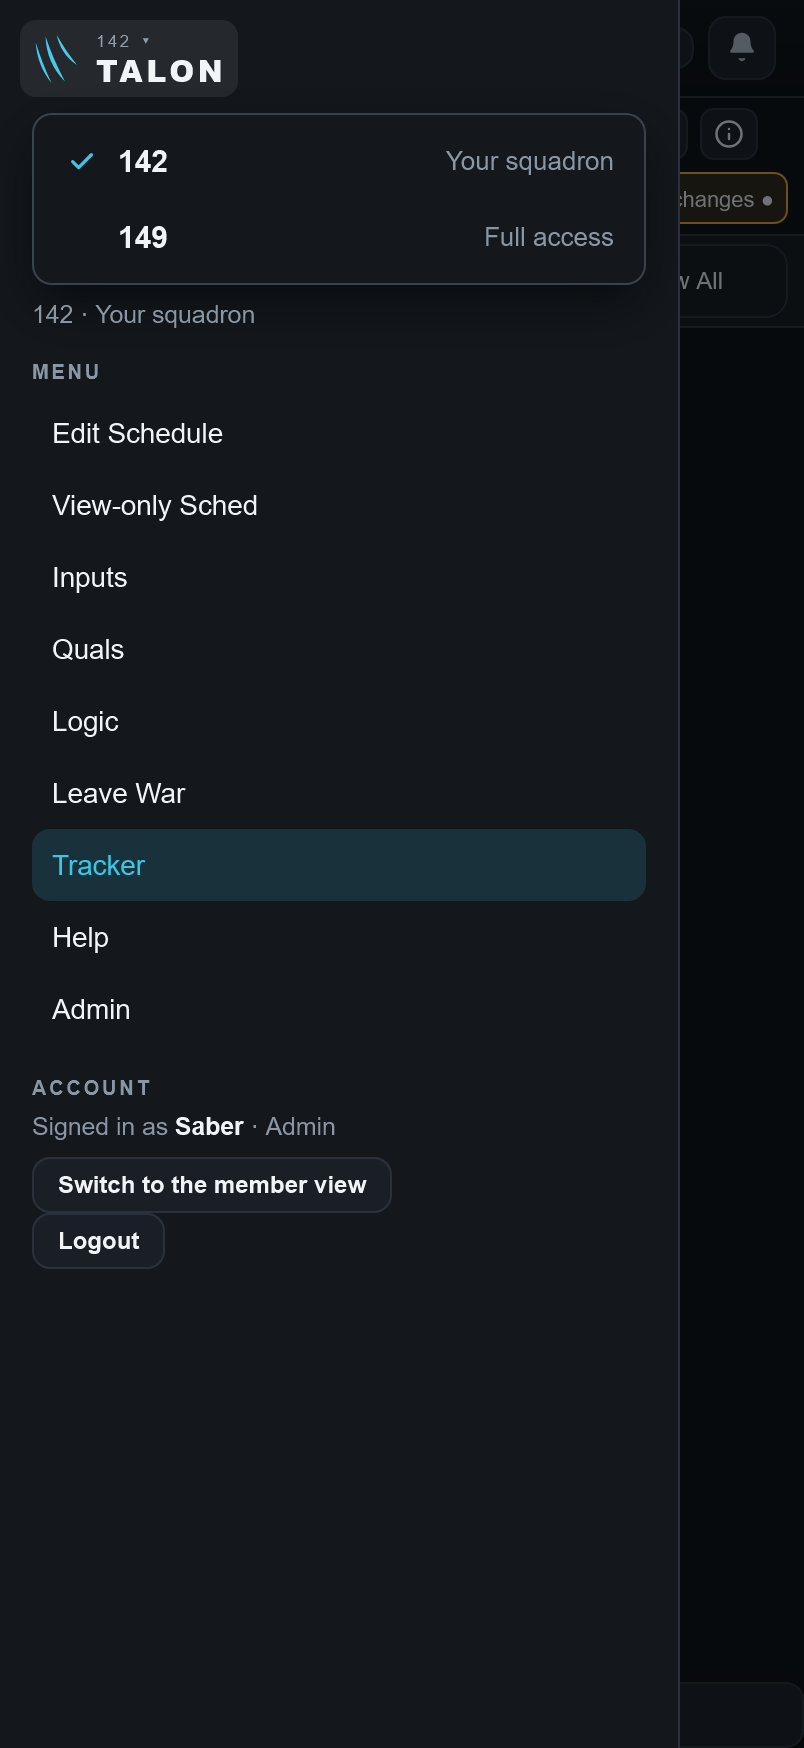 142 ▾
TALON
142 Your squadron
149 Full access
142 · Your squadron
MENU
Edit Schedule
View-only Sched
Inputs
Quals
Logic
Leave War
Tracker
Help
Admin
ACCOUNT
Signed in as Saber · Admin
Switch to the member view
Logout
changes
All